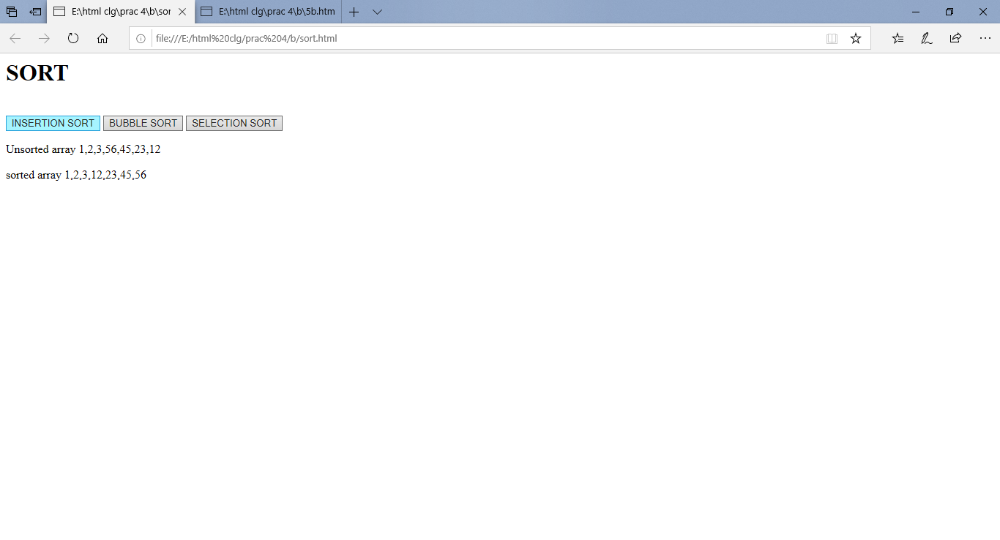 E:\html clg\prac 4\b\sor E:\html clg\prac 4\b\5b.htm
file:///E:/html%20clg/prac%204/b/sort.html
SORT
INSERTION SORT BUBBLE SORT SELECTION SORT
Unsorted array 1,2,3,56,45,23,12
sorted array 1,2,3,12,23,45,56